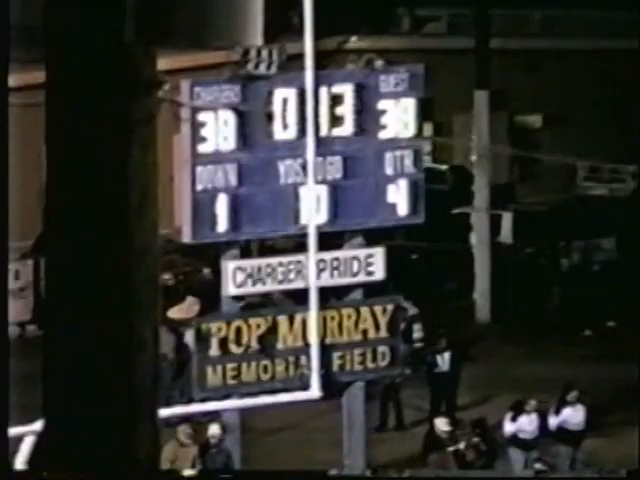 CHARGERS 0 13 GUEST
38 38
DOWN YDS. TO GO QTR
1 10 4
CHARGER PRIDE
"POP" MURRAY
MEMORIAL FIELD